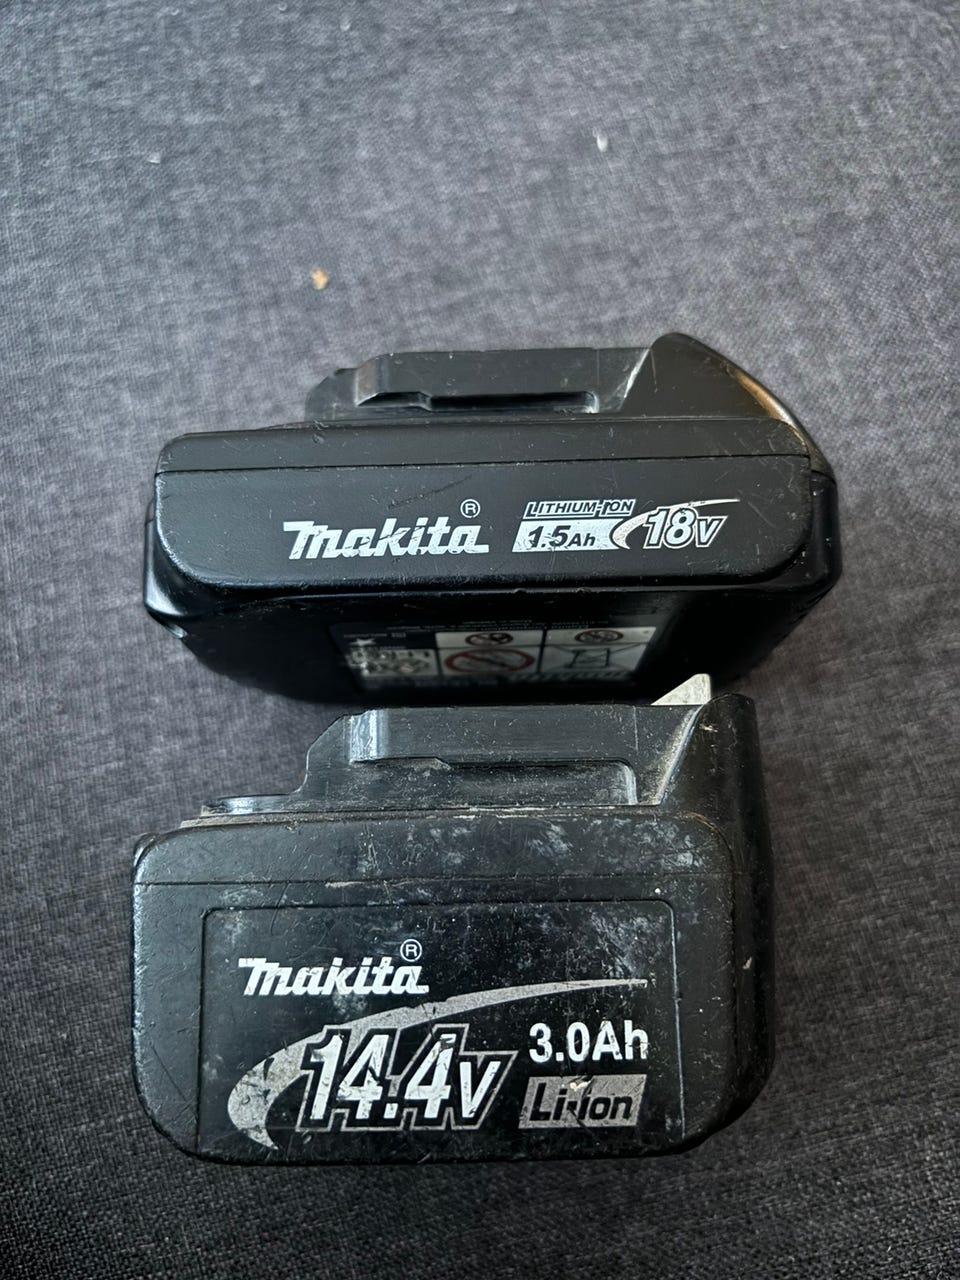 makita®
LITHIUM-ION
1.5Ah 18V
makita®
14.4V 3.0Ah
Li-ion